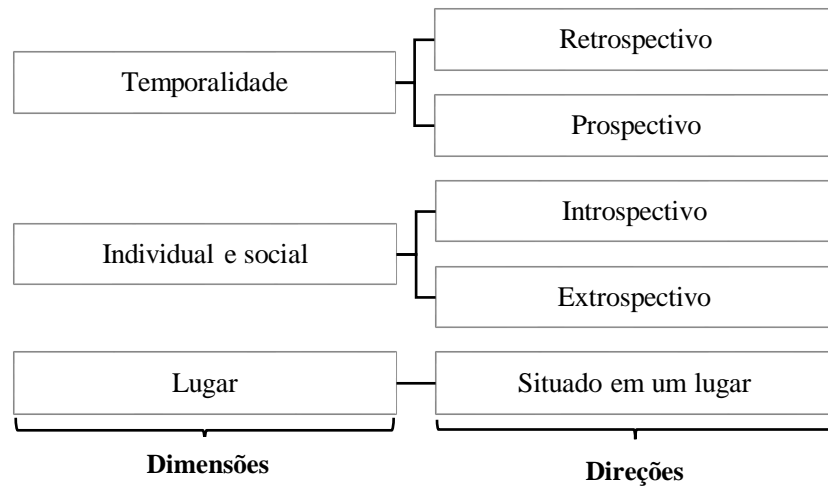 Temporalidade
Retrospectivo
Prospectivo
Individual e social
Introspectivo
Extrospectivo
Lugar
Situado em um lugar
Dimensões
Direções